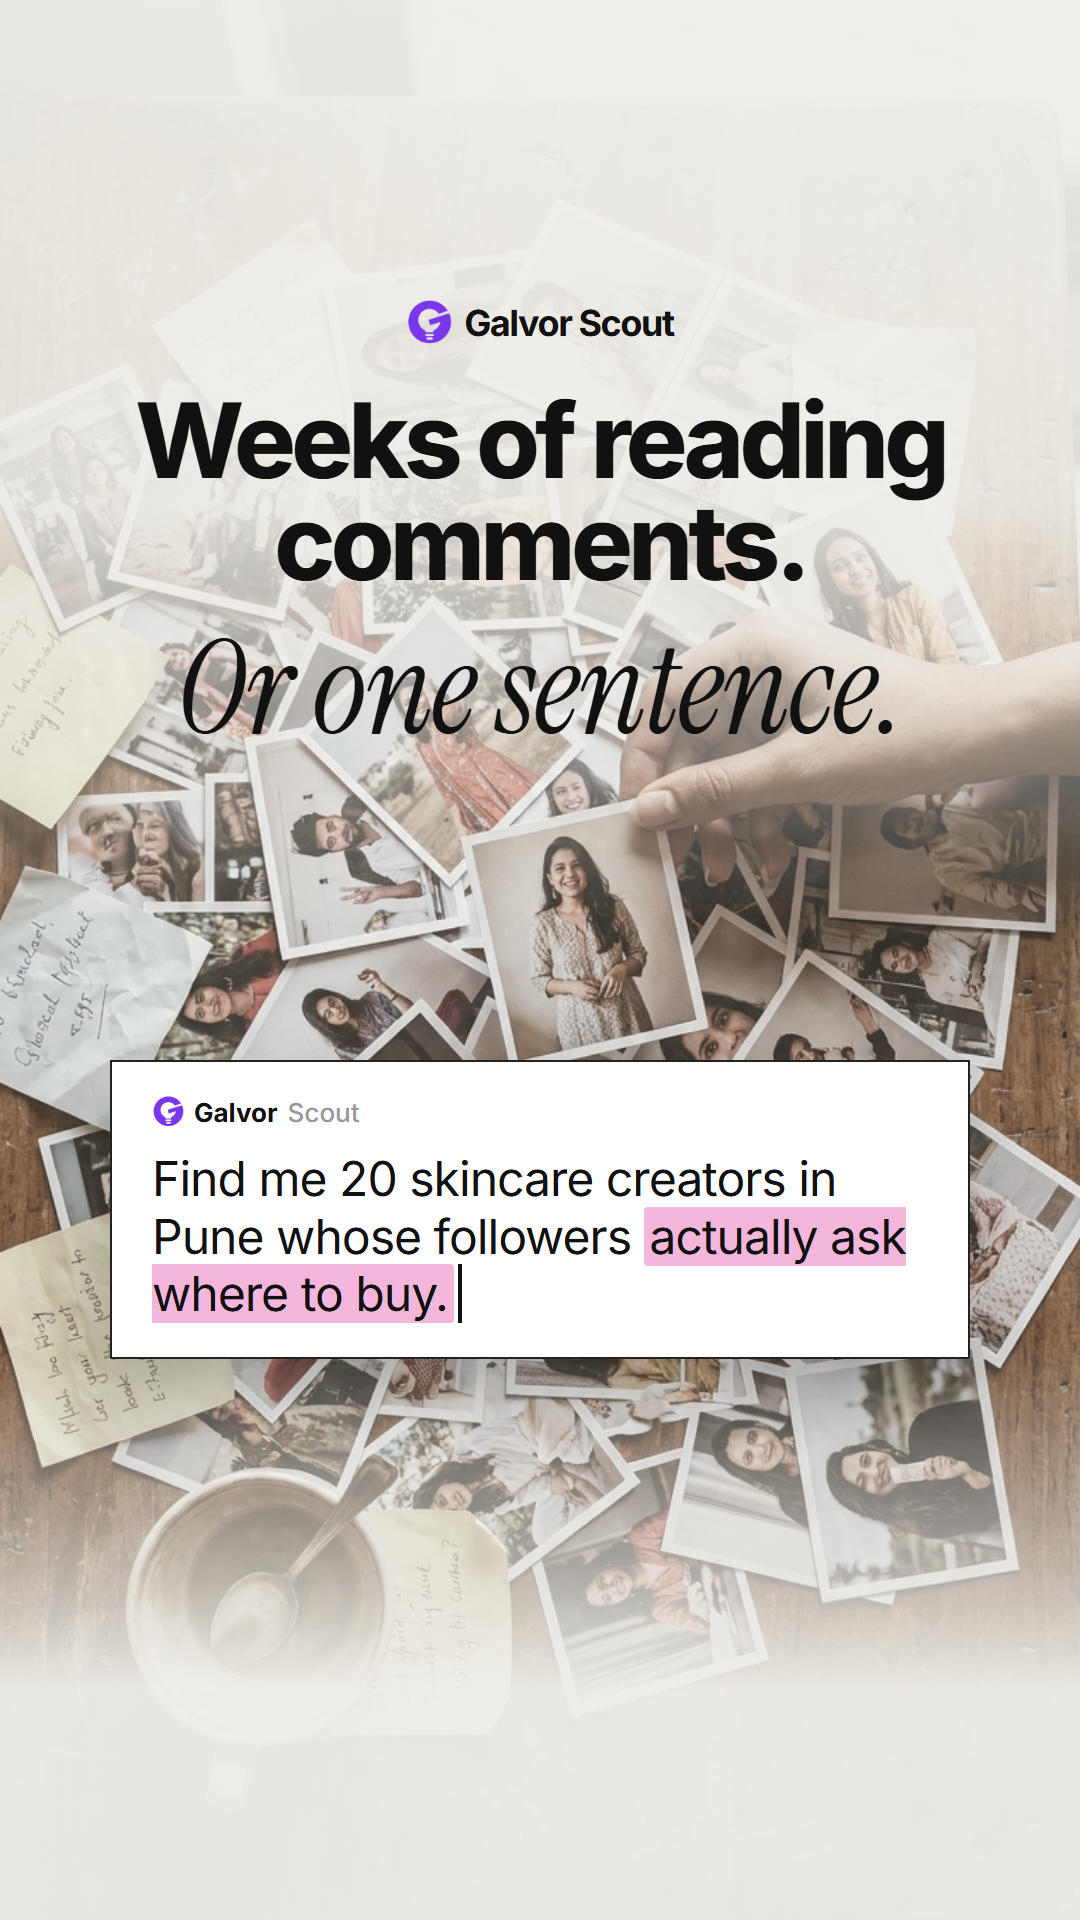 Galvor Scout
Weeks of reading
comments.
Or one sentence.
Galvor Scout
Find me 20 skincare creators in
Pune whose followers actually ask
where to buy.